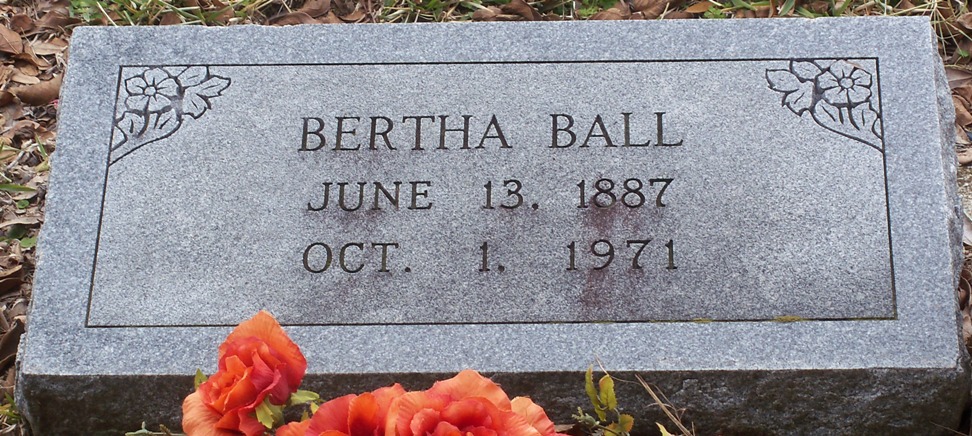 BERTHA BALL
JUNE 13, 1887
OCT. 1, 1971